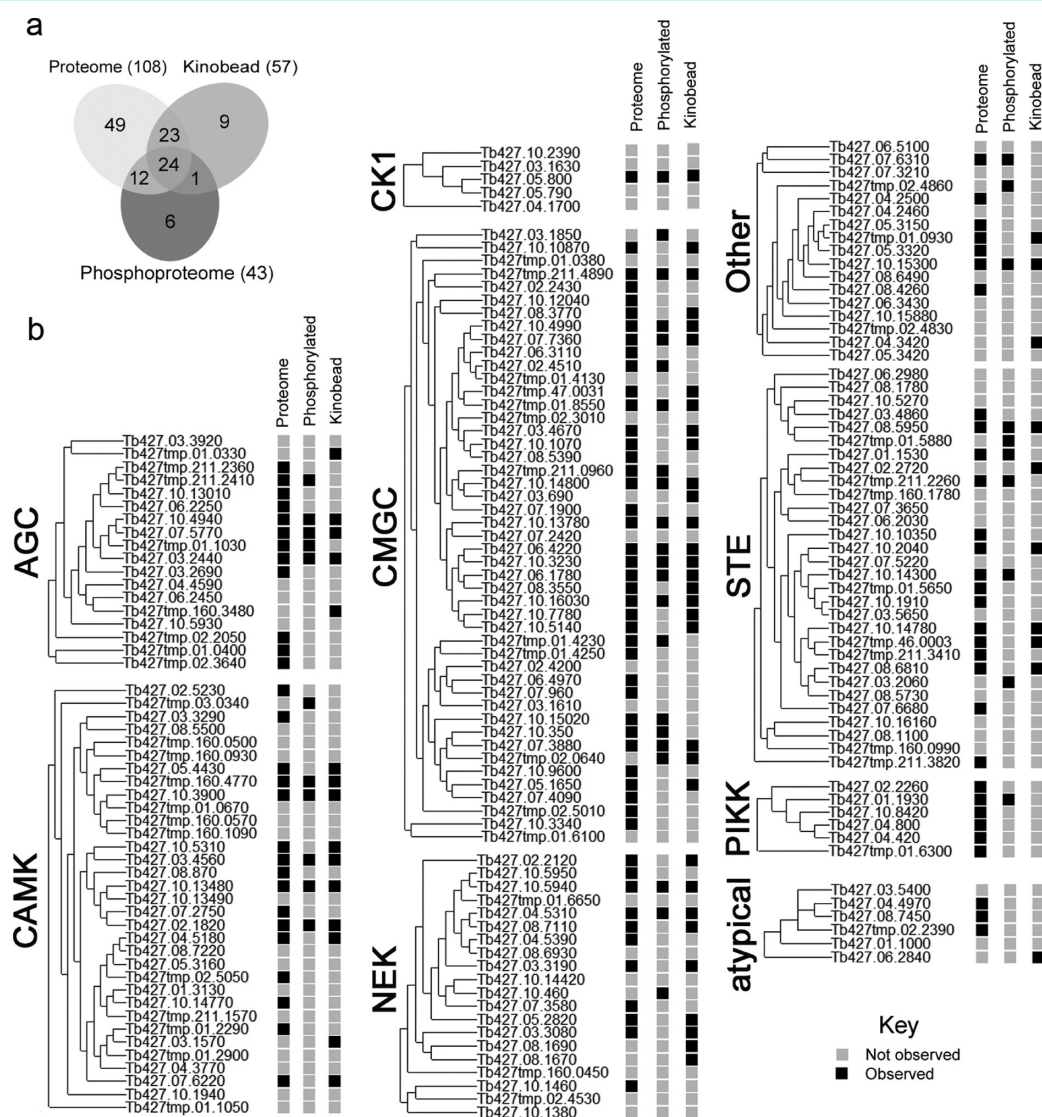 a
Proteome (108)
Kinobead (57)
49
23
9
24
12
1
6
Phosphoproteome (43)
b
Proteome
Phosphorylated
Kinobead
AGC
Tb427.03.3920
Tb427tmp.01.0330
Tb427tmp.211.2360
Tb427tmp.211.2410
Tb427.10.13010
Tb427.06.2250
Tb427.10.4940
Tb427.07.5770
Tb427tmp.01.1030
Tb427.03.2440
Tb427.03.2690
Tb427.04.4590
Tb427.06.2450
Tb427tmp.160.3480
Tb427.10.5930
Tb427tmp.02.2050
Tb427tmp.01.0400
Tb427tmp.02.3640
CAMK
Tb427.02.5230
Tb427tmp.03.0340
Tb427.03.3290
Tb427.08.5500
Tb427tmp.160.0500
Tb427tmp.160.0930
Tb427.05.4430
Tb427tmp.160.4770
Tb427.10.3900
Tb427tmp.01.0670
Tb427tmp.160.0570
Tb427tmp.160.1090
Tb427.10.5310
Tb427.03.4560
Tb427.08.870
Tb427.10.13480
Tb427.10.13490
Tb427.07.2750
Tb427.02.1820
Tb427.04.5180
Tb427.08.7220
Tb427.05.3160
Tb427tmp.02.5050
Tb427.01.3130
Tb427.10.14770
Tb427tmp.211.1570
Tb427tmp.01.2290
Tb427.03.1570
Tb427tmp.01.2900
Tb427.04.3770
Tb427.07.6220
Tb427.10.1940
Tb427tmp.01.1050
Proteome
Phosphorylated
Kinobead
CK1
Tb427.10.2390
Tb427.03.1630
Tb427.05.800
Tb427.05.790
Tb427.04.1700
CMGC
Tb427.03.1850
Tb427.10.10870
Tb427tmp.01.0380
Tb427tmp.211.4890
Tb427.02.2430
Tb427.10.12040
Tb427.08.3770
Tb427.10.4990
Tb427.07.7360
Tb427.06.3110
Tb427.02.4510
Tb427tmp.01.4130
Tb427tmp.47.0031
Tb427tmp.01.8550
Tb427tmp.02.3010
Tb427.03.4670
Tb427.10.1070
Tb427.08.5390
Tb427tmp.211.0960
Tb427.10.14800
Tb427.03.690
Tb427.07.1900
Tb427.10.13780
Tb427.07.2420
Tb427.06.4220
Tb427.10.3230
Tb427.06.1780
Tb427.08.3550
Tb427.10.16030
Tb427.10.7780
Tb427.10.5140
Tb427tmp.01.4230
Tb427tmp.01.4250
Tb427.02.4200
Tb427.06.4970
Tb427.07.960
Tb427.03.1610
Tb427.10.15020
Tb427.10.350
Tb427.07.3880
Tb427tmp.02.0640
Tb427.10.9600
Tb427.05.1650
Tb427.07.4090
Tb427tmp.02.5010
Tb427.10.3340
Tb427tmp.01.6100
NEK
Tb427.02.2120
Tb427.10.5950
Tb427.10.5940
Tb427tmp.01.6650
Tb427.04.5310
Tb427.08.7110
Tb427.04.5390
Tb427.08.6930
Tb427.03.3190
Tb427.10.14420
Tb427.10.460
Tb427.07.3580
Tb427.05.2820
Tb427.03.3080
Tb427.08.1690
Tb427.08.1670
Tb427tmp.160.0450
Tb427.10.1460
Tb427tmp.02.4530
Tb427.10.1380
Proteome
Phosphorylated
Kinobead
Other
Tb427.06.5100
Tb427.07.6310
Tb427.07.3210
Tb427tmp.02.4860
Tb427.04.2500
Tb427.04.2460
Tb427.05.3150
Tb427tmp.01.0930
Tb427.05.3320
Tb427.10.15300
Tb427.08.6490
Tb427.08.4260
Tb427.06.3430
Tb427.10.15880
Tb427tmp.02.4830
Tb427.04.3420
Tb427.05.3420
STE
Tb427.06.2980
Tb427.08.1780
Tb427.10.5270
Tb427.03.4860
Tb427.08.5950
Tb427tmp.01.5880
Tb427.01.1530
Tb427.02.2720
Tb427tmp.211.2260
Tb427tmp.160.1780
Tb427.07.3650
Tb427.06.2030
Tb427.10.10350
Tb427.10.2040
Tb427.07.5220
Tb427.10.14300
Tb427tmp.01.5650
Tb427.10.1910
Tb427.03.5650
Tb427.10.14780
Tb427tmp.46.0003
Tb427tmp.211.3410
Tb427.08.6810
Tb427.03.2060
Tb427.08.5730
Tb427.07.6680
Tb427.10.16160
Tb427.08.1100
Tb427tmp.160.0990
Tb427tmp.211.3820
PIKK
Tb427.02.2260
Tb427.01.1930
Tb427.10.8420
Tb427.04.800
Tb427.04.420
Tb427tmp.01.6300
atypical
Tb427.03.5400
Tb427.04.4970
Tb427.08.7450
Tb427tmp.02.2390
Tb427.01.1000
Tb427.06.2840
Key
Not observed
Observed